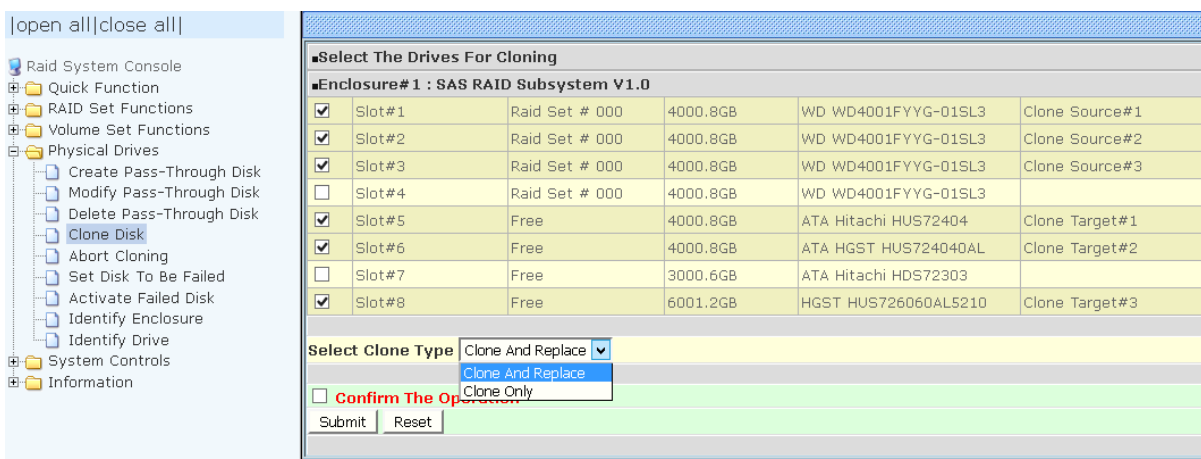 |open all|close all|
Raid System Console
Quick Function
RAID Set Functions
Volume Set Functions
Physical Drives
Create Pass-Through Disk
Modify Pass-Through Disk
Delete Pass-Through Disk
Clone Disk
Abort Cloning
Set Disk To Be Failed
Activate Failed Disk
Identify Enclosure
Identify Drive
System Controls
Information
Select The Drives For Cloning
Enclosure#1 : SAS RAID Subsystem V1.0
Slot#1 Raid Set # 000 4000.8GB WD WD4001FYYG-01SL3 Clone Source#1
Slot#2 Raid Set # 000 4000.8GB WD WD4001FYYG-01SL3 Clone Source#2
Slot#3 Raid Set # 000 4000.8GB WD WD4001FYYG-01SL3 Clone Source#3
Slot#4 Raid Set # 000 4000.8GB WD WD4001FYYG-01SL3
Slot#5 Free 4000.8GB ATA Hitachi HUS72404 Clone Target#1
Slot#6 Free 4000.8GB ATA HGST HUS724040AL Clone Target#2
Slot#7 Free 3000.6GB ATA Hitachi HDS72303
Slot#8 Free 6001.2GB HGST HUS726060AL5210 Clone Target#3
Select Clone Type Clone And Replace
Clone And Replace
Clone Only
Confirm The Operation
Submit Reset